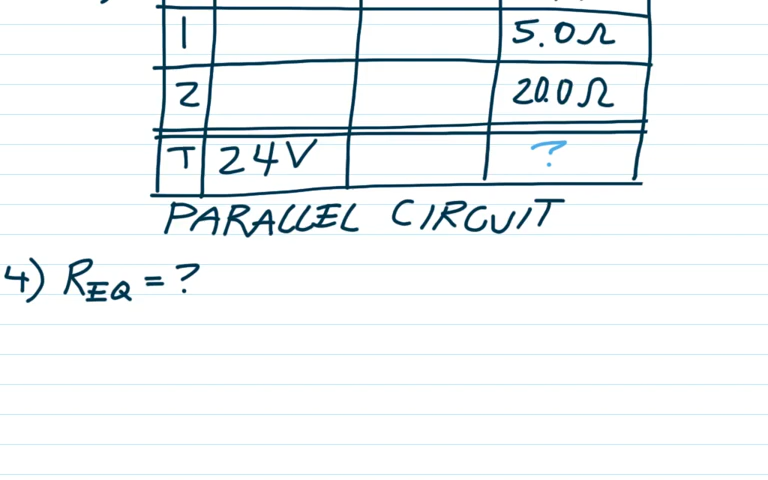 1 5.0Ω
2 20.0Ω
T 24V ?
PARALLEL CIRCUIT
4) REQ = ?